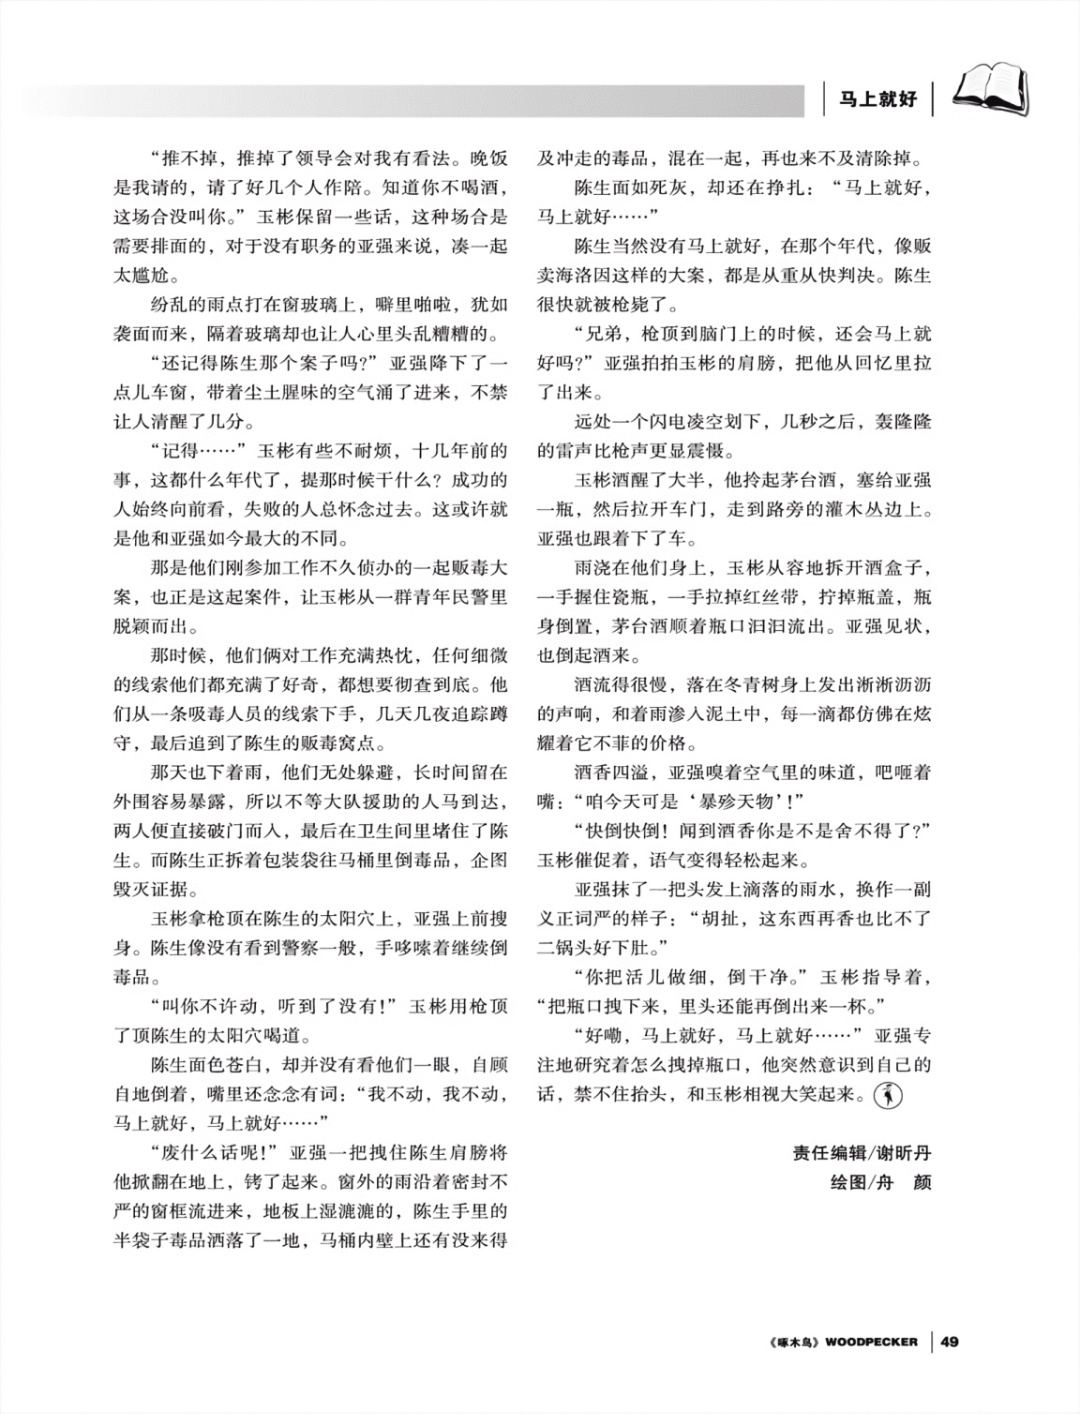 马上就好
“推不掉，推掉了领导会对我有看法。晚饭
是我请的，请了好几个人作陪。知道你不喝酒，
这场合没叫你。”玉彬保留一些话，这种场合是
需要排面的，对于没有职务的亚强来说，凑一起
太尴尬。
纷乱的雨点打在窗玻璃上，噼里啪啦，犹如
袭面而来，隔着玻璃却也让人心里头乱糟糟的。
“还记得陈生那个案子吗？”亚强降下了一
点儿车窗，带着尘土腥味的空气涌了进来，不禁
让人清醒了几分。
“记得……”玉彬有些不耐烦，十几年前的
事，这都什么年代了，提那时候干什么？成功的
人始终向前看，失败的人总怀念过去。这或许就
是他和亚强如今最大的不同。
那是他们刚参加工作不久侦办的一起贩毒大
案，也正是这起案件，让玉彬从一群青年民警里
脱颖而出。
那时候，他们俩对工作充满热忱，任何细微
的线索他们都充满了好奇，都想要彻查到底。他
们从一条吸毒人员的线索下手，几天几夜追踪蹲
守，最后追到了陈生的贩毒窝点。
那天也下着雨，他们无处躲避，长时间留在
外围容易暴露，所以不等大队援助的人马到达，
两人便直接破门而入，最后在卫生间里堵住了陈
生。而陈生正拆着包装袋往马桶里倒毒品，企图
毁灭证据。
玉彬拿枪顶在陈生的太阳穴上，亚强上前搜
身。陈生像没有看到警察一般，手哆嗦着继续倒
毒品。
“叫你不许动，听到了没有！”玉彬用枪顶
了顶陈生的太阳穴喝道。
陈生面色苍白，却并没有看他们一眼，自顾
自地倒着，嘴里还念念有词：“我不动，我不动，
马上就好，马上就好……”
“废什么话呢！”亚强一把拽住陈生肩膀将
他掀翻在地上，铐了起来。窗外的雨沿着密封不
严的窗框流进来，地板上湿漉漉的，陈生手里的
半袋子毒品洒落了一地，马桶内壁上还有没来得
及冲走的毒品，混在一起，再也来不及清除掉。
陈生面如死灰，却还在挣扎：“马上就好，
马上就好……”
陈生当然没有马上就好，在那个年代，像贩
卖海洛因这样的大案，都是从重从快判决。陈生
很快就被枪毙了。
“兄弟，枪顶到脑门上的时候，还会马上就
好吗？”亚强拍拍玉彬的肩膀，把他从回忆里拉
了出来。
远处一个闪电凌空划下，几秒之后，轰隆隆
的雷声比枪声更显震慑。
玉彬酒醒了大半，他拎起茅台酒，塞给亚强
一瓶，然后拉开车门，走到路旁的灌木丛边上。
亚强也跟着下了车。
雨浇在他们身上，玉彬从容地拆开酒盒子，
一手握住瓷瓶，一手拉掉红丝带，拧掉瓶盖，瓶
身倒置，茅台酒顺着瓶口汩汩流出。亚强见状，
也倒起酒来。
酒流得很慢，落在冬青树身上发出淅淅沥沥
的声响，和着雨渗入泥土中，每一滴都仿佛在炫
耀着它不菲的价格。
酒香四溢，亚强嗅着空气里的味道，吧咂着
嘴：“咱今天可是‘暴殄天物’！”
“快倒快倒！闻到酒香你是不是舍不得了？”
玉彬催促着，语气变得轻松起来。
亚强抹了一把头发上滴落的雨水，换作一副
义正词严的样子：“胡扯，这东西再香也比不了
二锅头好下肚。”
“你把活儿做细，倒干净。”玉彬指导着，
“把瓶口拽下来，里头还能再倒出来一杯。”
“好嘞，马上就好，马上就好……”亚强专
注地研究着怎么拽掉瓶口，他突然意识到自己的
话，禁不住抬头，和玉彬相视大笑起来。
责任编辑/谢昕丹
绘图/舟　颜
《啄木鸟》WOODPECKER 49